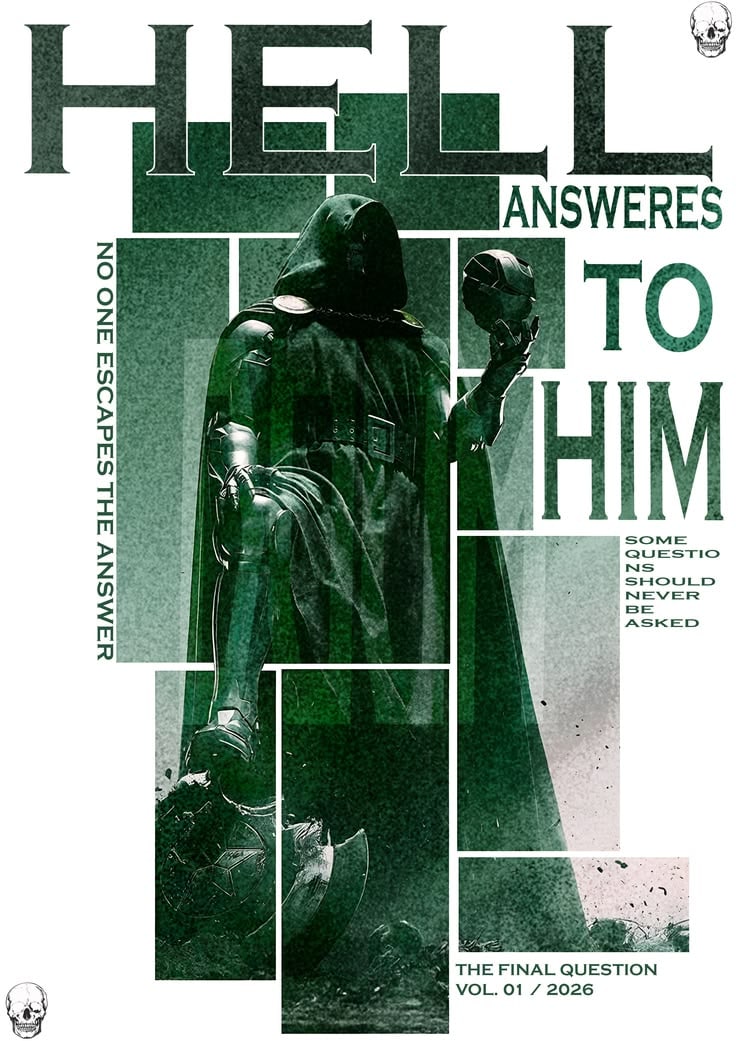 HELL
ANSWERES
TO
HIM
NO ONE ESCAPES THE ANSWER
SOME
QUESTIO
NS
SHOULD
NEVER
BE
ASKED
THE FINAL QUESTION
VOL. 01 / 2026